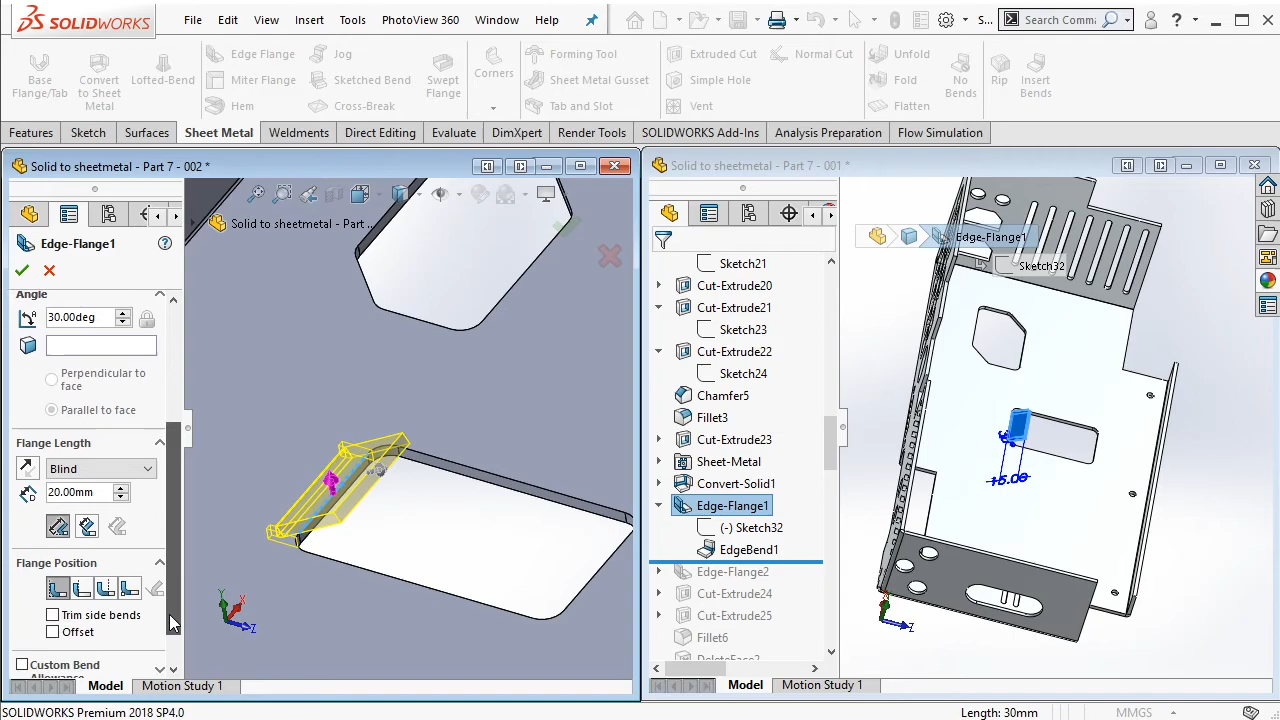 SOLIDWORKS
File Edit View Insert Tools PhotoView 360 Window Help
S... Search Comma
Base Flange/Tab
Convert to Sheet Metal
Lofted-Bend
Edge Flange
Miter Flange
Hem
Jog
Sketched Bend
Cross-Break
Swept Flange
Corners
Forming Tool
Sheet Metal Gusset
Tab and Slot
Extruded Cut
Simple Hole
Vent
Normal Cut
Unfold
Fold
Flatten
No Bends
Rip
Insert Bends
Features Sketch Surfaces Sheet Metal Weldments Direct Editing Evaluate DimXpert Render Tools SOLIDWORKS Add-Ins Analysis Preparation Flow Simulation
Solid to sheetmetal - Part 7 - 002 *
Solid to sheetmetal - Part ...
Edge-Flange1
Angle
30.00deg
Perpendicular to face
Parallel to face
Flange Length
Blind
20.00mm
Flange Position
Trim side bends
Offset
Custom Bend
Y
X
Z
Model Motion Study 1
Solid to sheetmetal - Part 7 - 001 *
Edge-Flange1
Sketch32
Sketch21
Cut-Extrude20
Cut-Extrude21
Sketch23
Cut-Extrude22
Sketch24
Chamfer5
Fillet3
Cut-Extrude23
Sheet-Metal
Convert-Solid1
Edge-Flange1
(-) Sketch32
EdgeBend1
Edge-Flange2
Cut-Extrude24
Cut-Extrude25
Fillet6
15.00
Z
Model Motion Study 1
SOLIDWORKS Premium 2018 SP4.0
Length: 30mm
MMGS